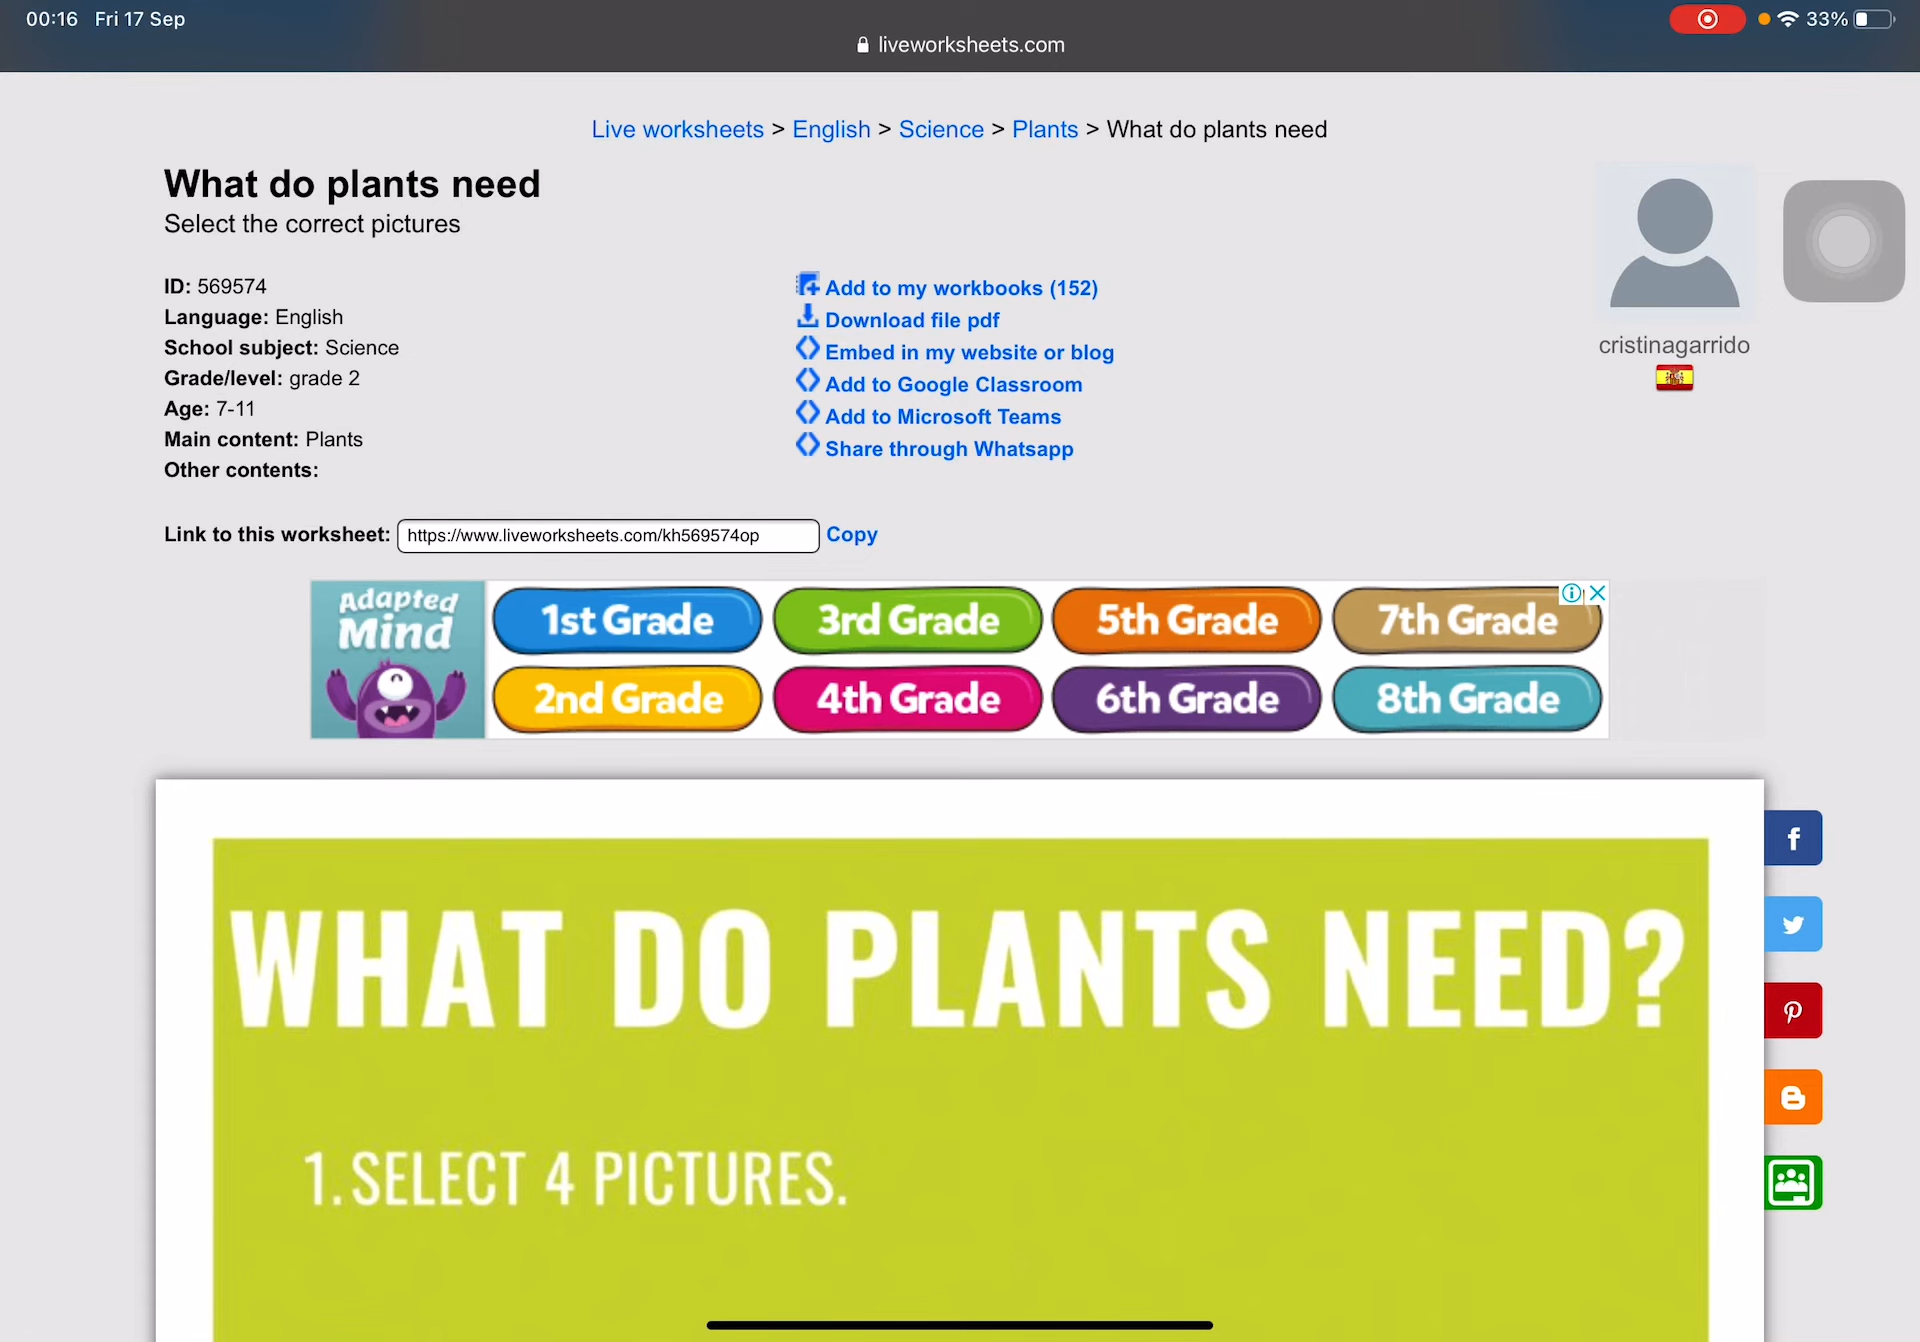 00:16 Fri 17 Sep
33%
liveworksheets.com
Live worksheets > English > Science > Plants > What do plants need
What do plants need
Select the correct pictures
ID: 569574
Language: English
School subject: Science
Grade/level: grade 2
Age: 7-11
Main content: Plants
Other contents:
Add to my workbooks (152)
Download file pdf
Embed in my website or blog
Add to Google Classroom
Add to Microsoft Teams
Share through Whatsapp
cristinagarrido
Link to this worksheet: https://www.liveworksheets.com/kh569574op Copy
Adapted
Mind
1st Grade 3rd Grade 5th Grade 7th Grade
2nd Grade 4th Grade 6th Grade 8th Grade
WHAT DO PLANTS NEED?
1. SELECT 4 PICTURES.